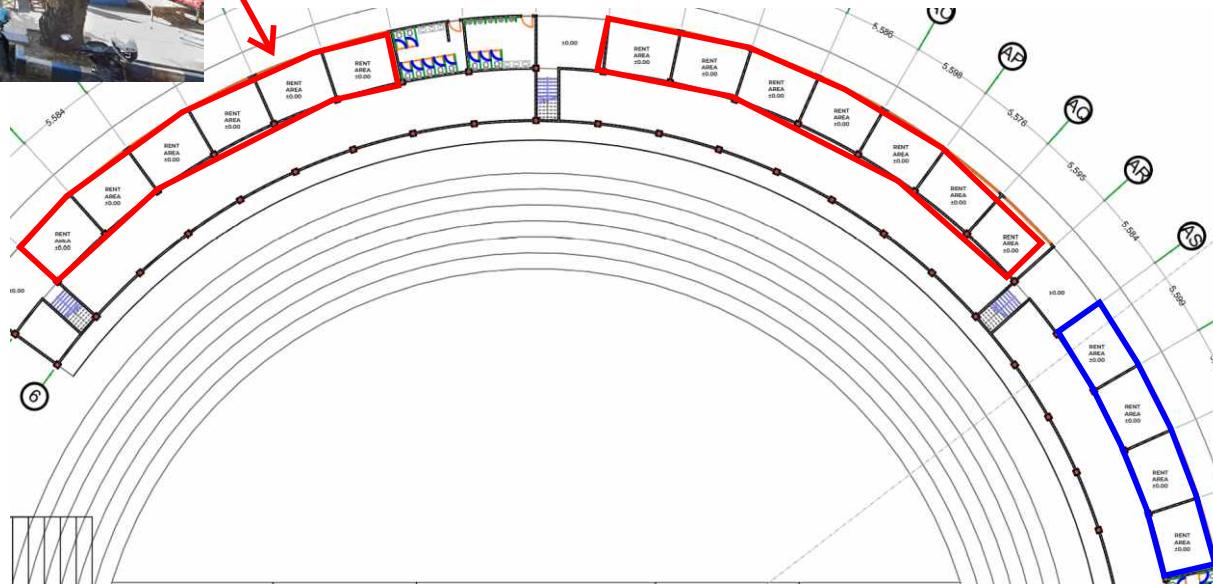 ±0.00
5,586
AP
5,598
AQ
5,576
AR
5,595
AS
5,584
5,599
5,584
RENT
AREA
±0.00
RENT
AREA
±0.00
RENT
AREA
±0.00
RENT
AREA
±0.00
RENT
AREA
±0.00
RENT
AREA
±0.00
RENT
AREA
±0.00
RENT
AREA
±0.00
RENT
AREA
±0.00
RENT
AREA
±0.00
RENT
AREA
±0.00
RENT
AREA
±0.00
RENT
AREA
±0.00
±0.00
±0.00
6
RENT
AREA
±0.00
RENT
AREA
±0.00
RENT
AREA
±0.00
RENT
AREA
±0.00